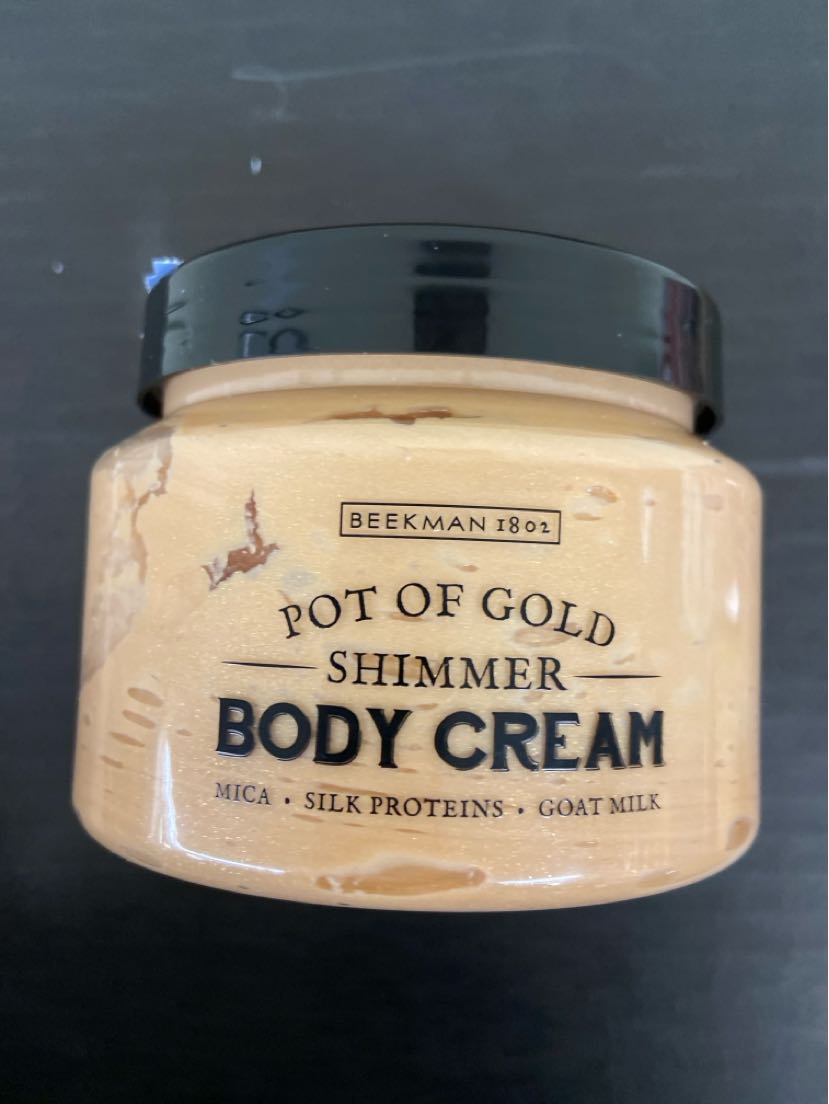 BEEKMAN 1802
POT OF GOLD
SHIMMER
BODY CREAM
MICA • SILK PROTEINS • GOAT MILK